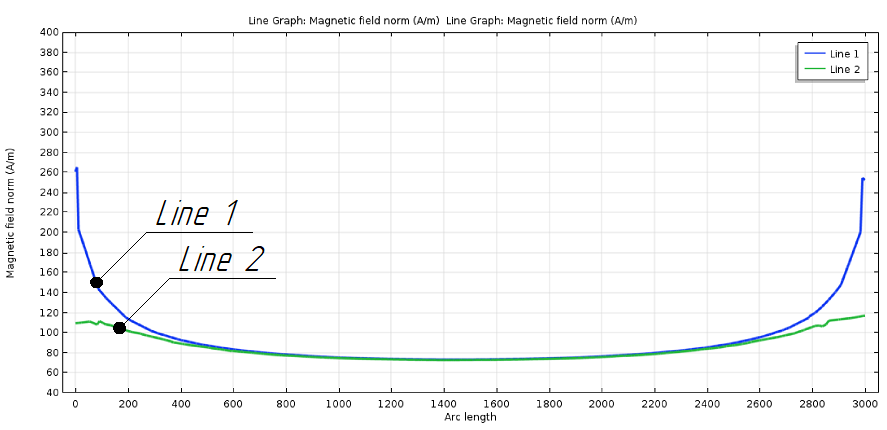 Line Graph: Magnetic field norm (A/m)  Line Graph: Magnetic field norm (A/m)
400
380
360
340
320
300
280
260
240
220
200
180
160
140
120
100
80
60
40
Magnetic field norm (A/m)
Line 1
Line 2
Line 1
Line 2
0 200 400 600 800 1000 1200 1400 1600 1800 2000 2200 2400 2600 2800 3000
Arc length